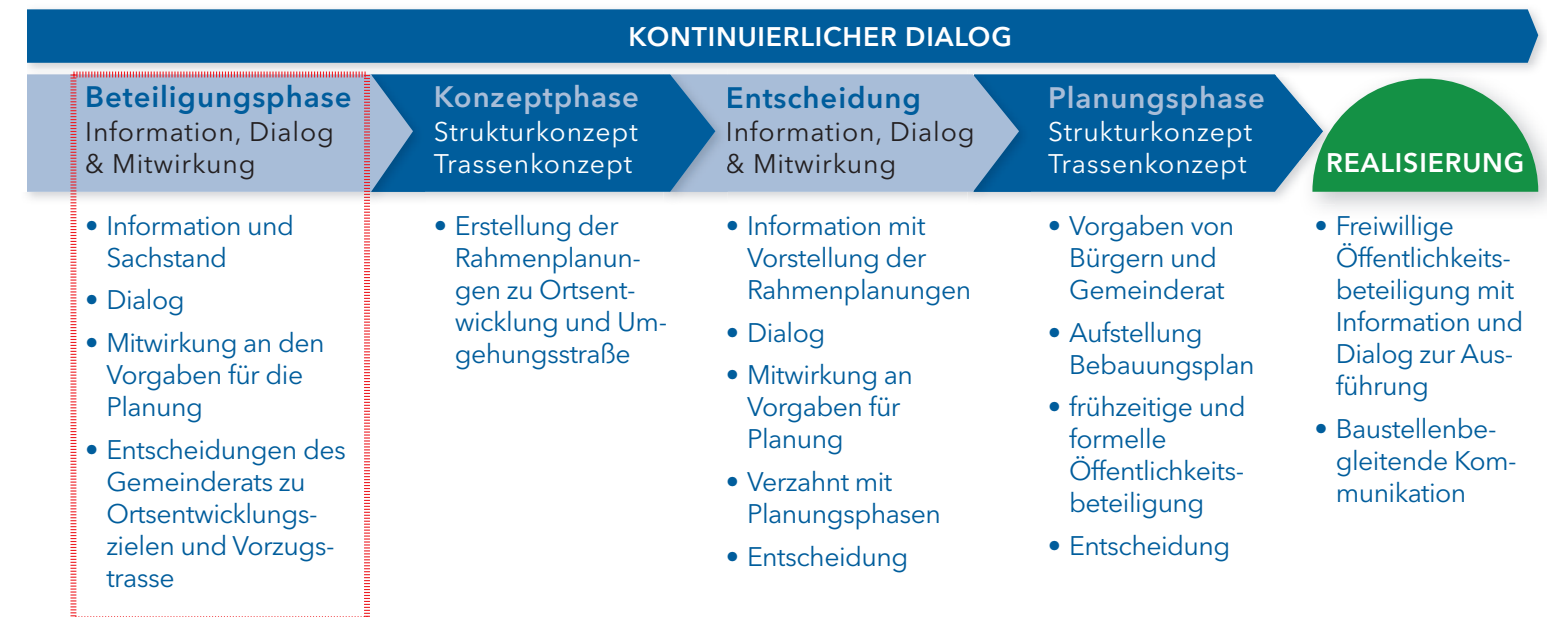 KONTINUIERLICHER DIALOG
Beteiligungsphase
Information, Dialog
& Mitwirkung
• Information und
Sachstand
• Dialog
• Mitwirkung an den
Vorgaben für die
Planung
• Entscheidungen des
Gemeinderats zu
Ortsentwicklungs-
zielen und Vorzugs-
trasse
Konzeptphase
Strukturkonzept
Trassenkonzept
• Erstellung der
Rahmenplanun-
gen zu Ortsent-
wicklung und Um-
gehungsstraße
Entscheidung
Information, Dialog
& Mitwirkung
• Information mit
Vorstellung der
Rahmenplanungen
• Dialog
• Mitwirkung an
Vorgaben für
Planung
• Verzahnt mit
Planungsphasen
• Entscheidung
Planungsphase
Strukturkonzept
Trassenkonzept
• Vorgaben von
Bürgern und
Gemeinderat
• Aufstellung
Bebauungsplan
• frühzeitige und
formelle
Öffentlichkeits-
beteiligung
• Entscheidung
REALISIERUNG
• Freiwillige
Öffentlichkeits-
beteiligung mit
Information und
Dialog zur Aus-
führung
• Baustellenbe-
gleitende Kom-
munikation